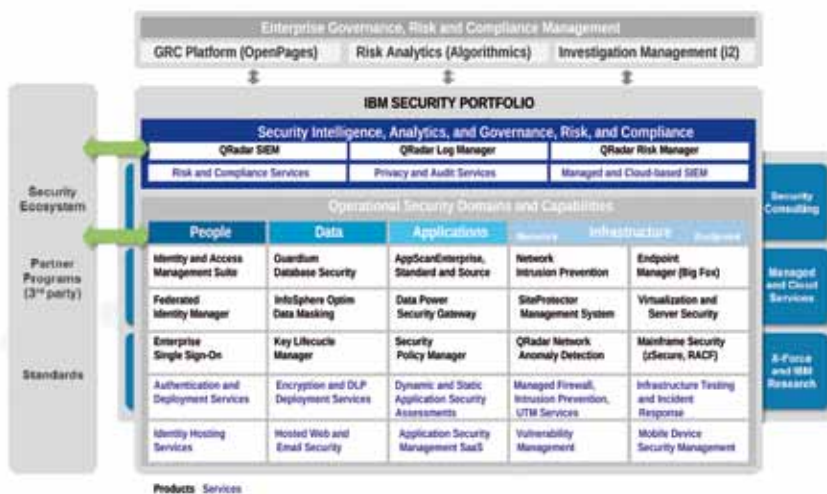 Enterprise Governance, Risk and Compliance Management
GRC Platform (OpenPages)
Risk Analytics (Algorithmics)
Investigation Management (i2)
IBM SECURITY PORTFOLIO
Security Intelligence, Analytics, and Governance, Risk, and Compliance
QRadar SIEM
QRadar Log Manager
QRadar Risk Manager
Risk and Compliance Services
Privacy and Audit Services
Managed and Cloud-based SIEM
Security
Ecosystem
Partner
Programs
(3rd party)
Standards
Operational Security Domains and Capabilities
People
Data
Applications
Network
Infrastructure
Endpoint
Identity and Access
Management Suite
Guardium
Database Security
AppScanEnterprise,
Standard and Source
Network
Intrusion Prevention
Endpoint
Manager (Big Fox)
Federated
Identity Manager
InfoSphere Optim
Data Masking
Data Power
Security Gateway
SiteProtector
Management System
Virtualization and
Server Security
Enterprise
Single Sign-On
Key Lifecucle
Manager
Security
Policy Manager
QRadar Network
Anomaly Detection
Mainframe Security
(zSecure, RACF)
Authentication and
Deployment Services
Encryption and DLP
Deployment Services
Dynamic and Static
Application Security
Assessments
Managed Firewall,
Intrusion Prevention,
UTM Services
Infrastructure Testing
and Incident
Response
Identity Hosting
Services
Hosted Web and
Email Security
Application Security
Management SaaS
Vulnerability
Management
Mobile Device
Security Management
Security
Consulting
Managed
and Cloud
Services
X-Force
and IBM
Research
Products Services